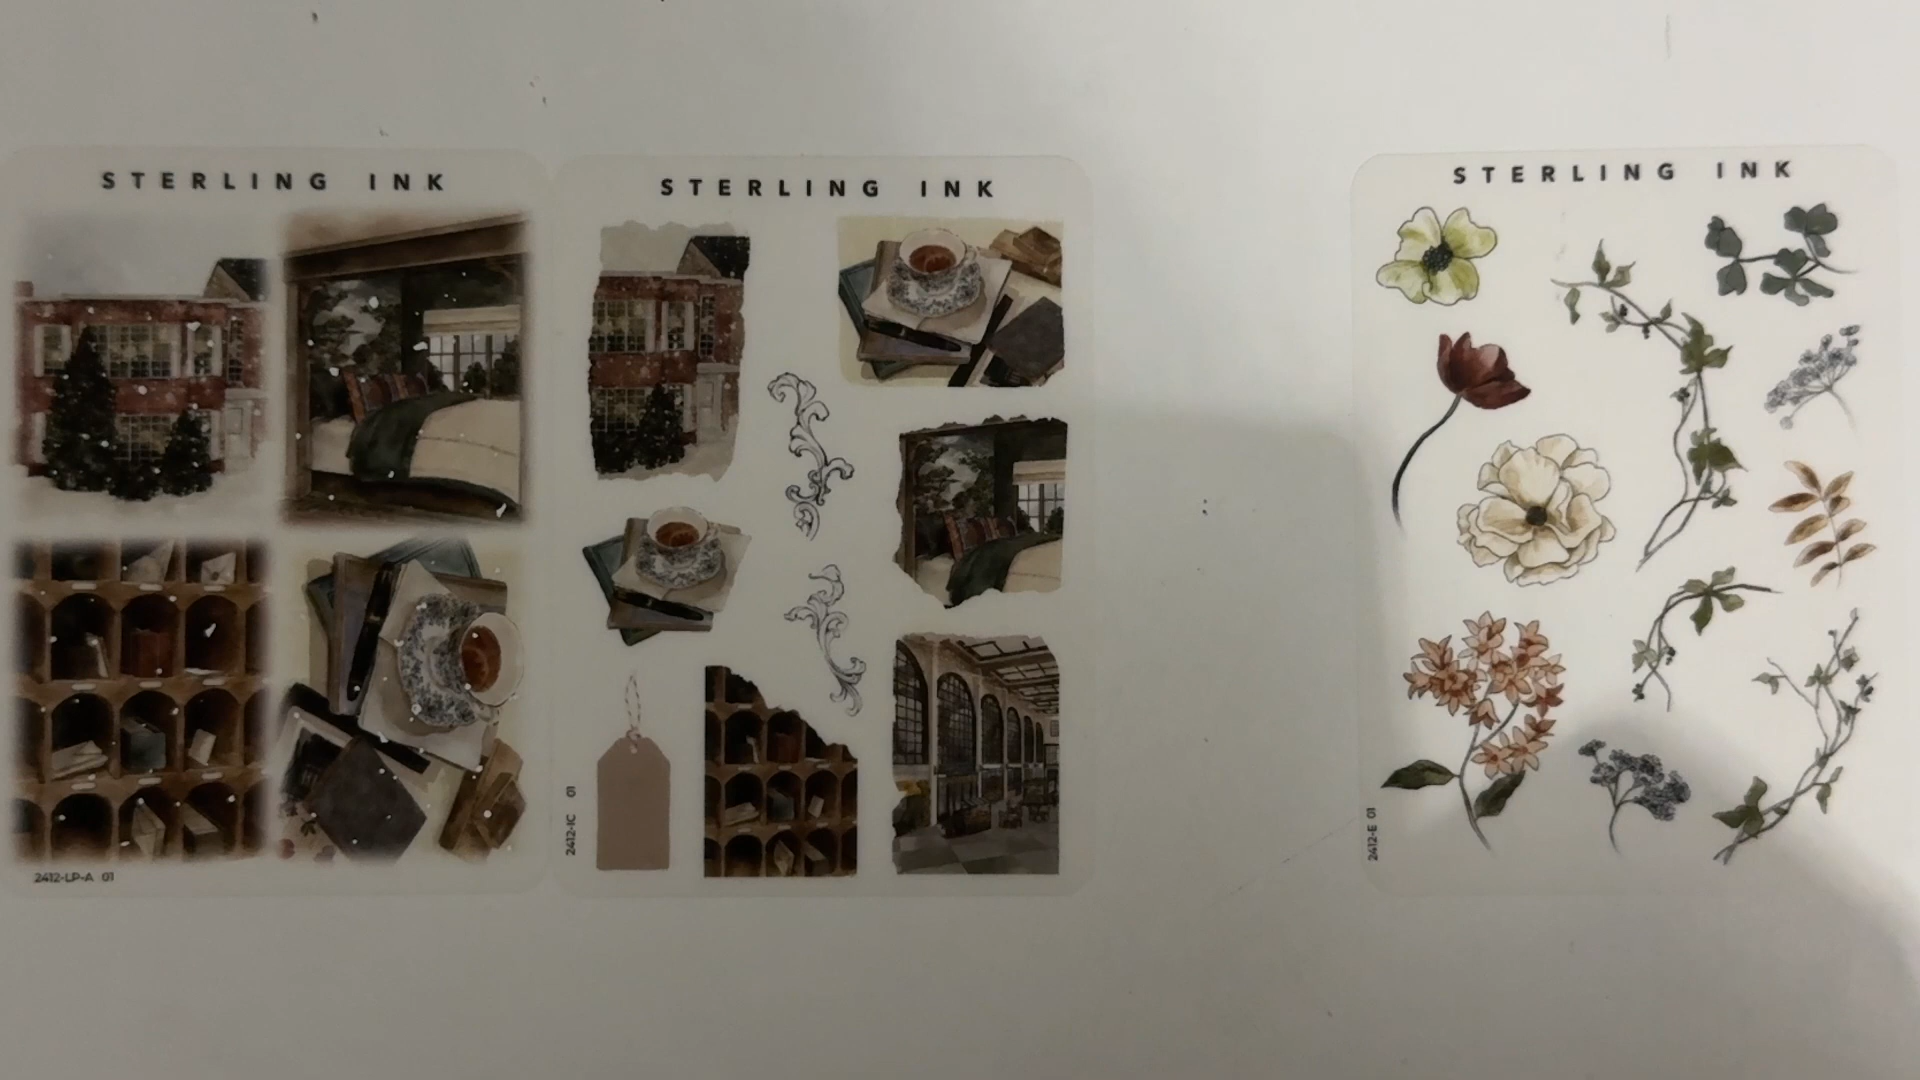 STERLING INK
2412-LP-A 01
STERLING INK
2412-IC 01
STERLING INK
2412-E 01